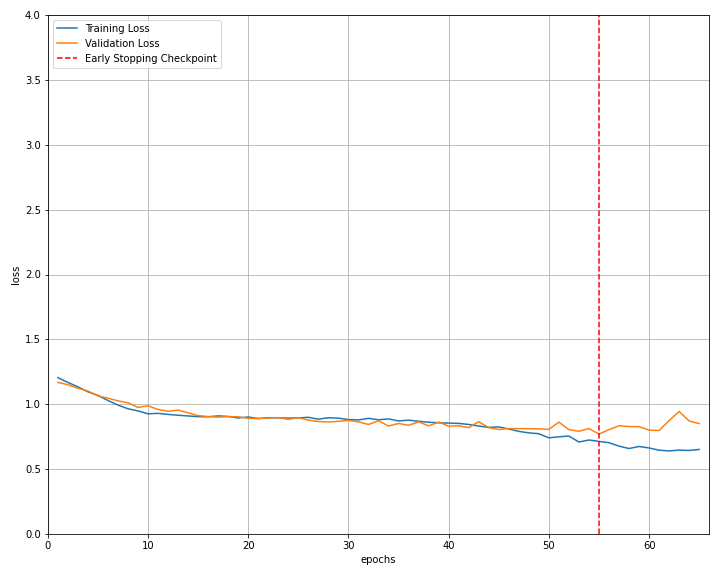 Training Loss
Validation Loss
Early Stopping Checkpoint
4.0
3.5
3.0
2.5
2.0
1.5
1.0
0.5
0.0
loss
0 10 20 30 40 50 60
epochs